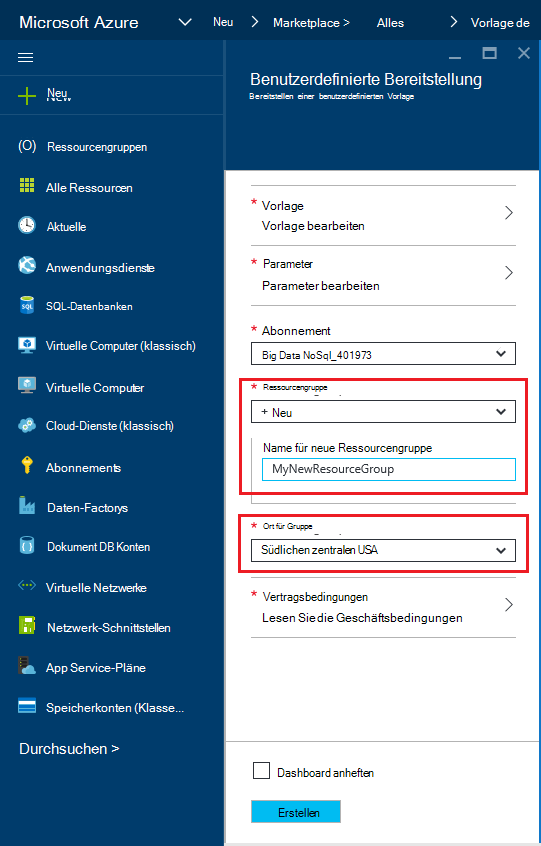 Microsoft Azure Neu Marketplace > Alles Vorlage de
Neu
New
(O) Ressourcengruppen
Alle Ressourcen
Aktuelle
Anwendungsdienste
SQL SQL-Datenbanken
Virtuelle Computer (klassisch)
Virtuelle Computer
Cloud-Dienste (klassisch)
Abonnements
Daten-Factorys
Dokument DB Konten
Virtuelle Netzwerke
Netzwerk-Schnittstellen
App Service-Pläne
Speicherkonten (Klasse...
Durchsuchen >
Benutzerdefinierte Bereitstellung
Bereitstellen einer benutzerdefinierten Vorlage
* Vorlage
Vorlage bearbeiten
* Parameter
Parameter bearbeiten
* Abonnement
Big Data NoSql_401973
* Ressourcengruppe
+ Neu
Name für neue Ressourcengruppe
MyNewResourceGroup
* Ort für Gruppe
Südlichen zentralen USA
* Vertragsbedingungen
Lesen Sie die Geschäftsbedingungen
Dashboard anheften
Erstellen